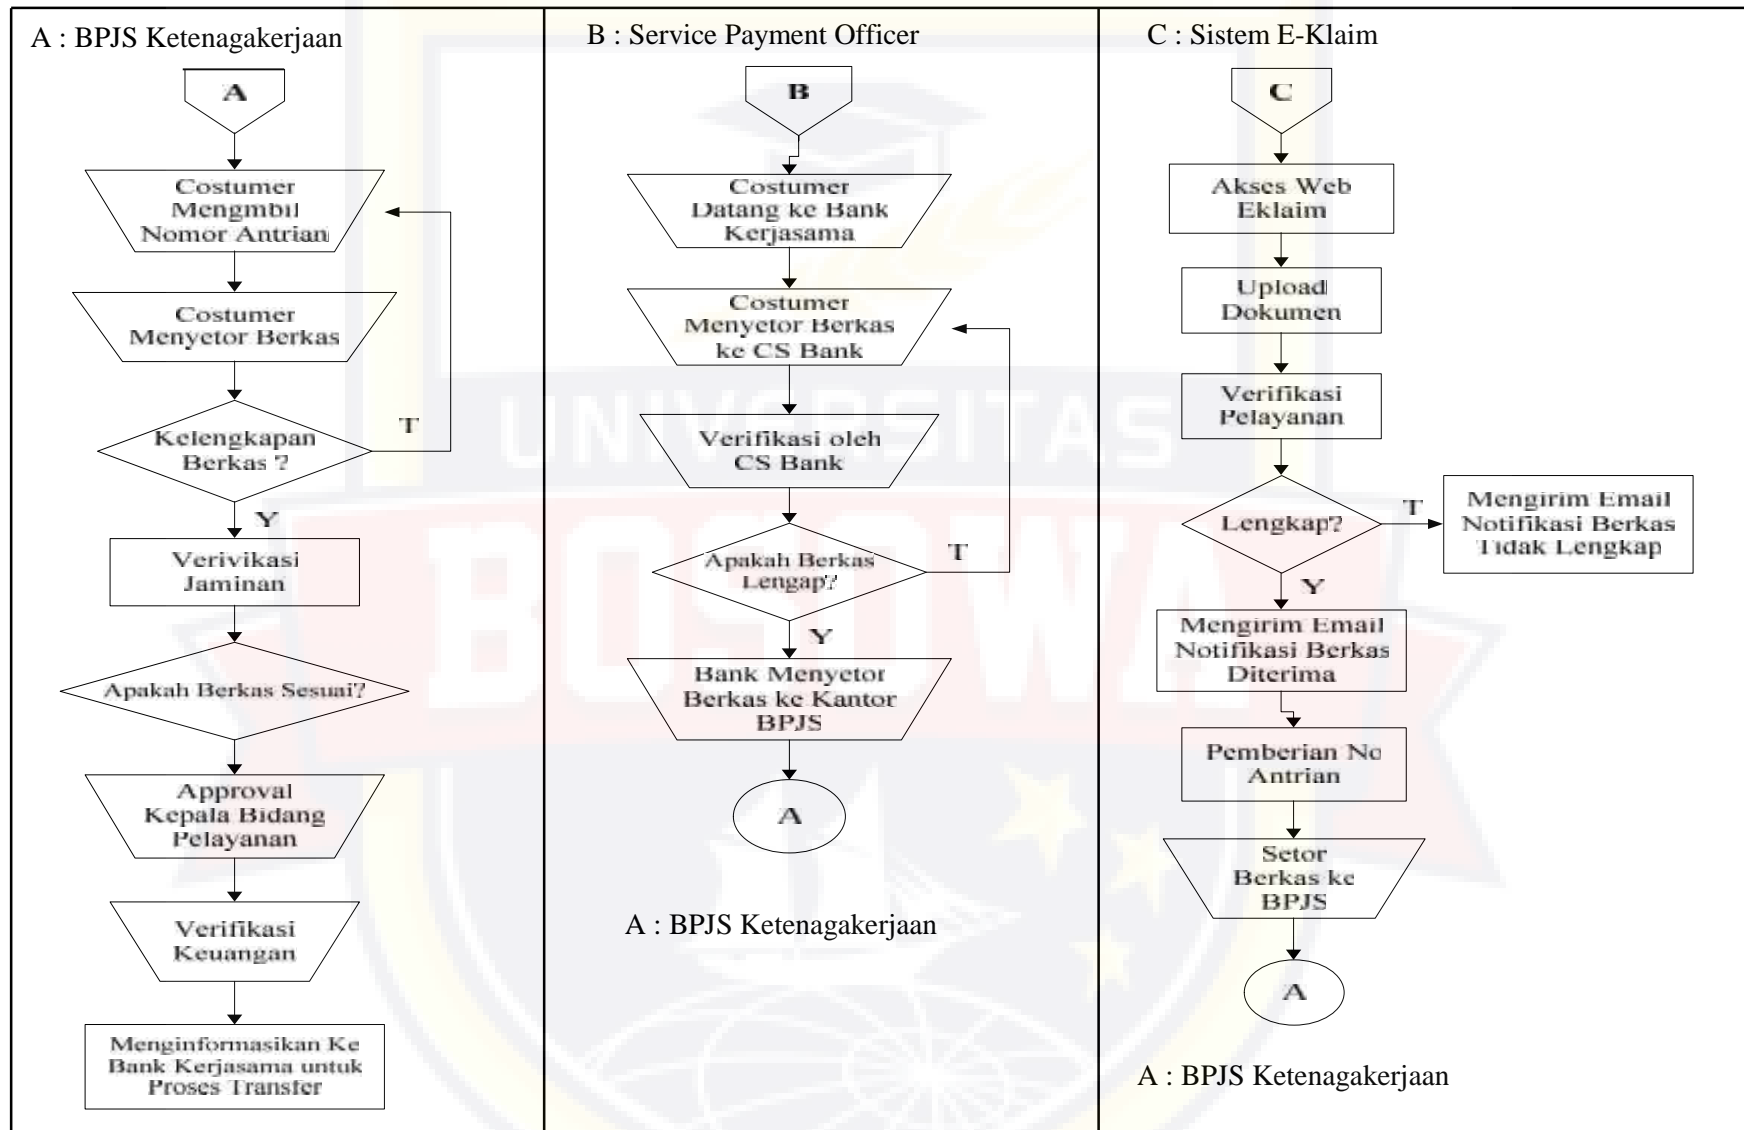 A : BPJS Ketenagakerjaan
A
Costumer
Mengmbil
Nomor Antrian
Costumer
Menyetor Berkas
Kelengkapan
Berkas ?
T
Y
Verivikasi
Jaminan
Apakah Berkas Sesuai?
Approval
Kepala Bidang
Pelayanan
Verifikasi
Keuangan
Menginformasikan Ke
Bank Kerjasama untuk
Proses Transfer
B : Service Payment Officer
B
Costumer
Datang ke Bank
Kerjasama
Costumer
Menyetor Berkas
ke CS Bank
Verifikasi oleh
CS Bank
Apakah Berkas
Lengap?
T
Y
Bank Menyetor
Berkas ke Kantor
BPJS
A
A : BPJS Ketenagakerjaan
C : Sistem E-Klaim
C
Akses Web
Eklaim
Upload
Dokumen
Verifikasi
Pelayanan
Lengkap?
T
Mengirim Email
Notifikasi Berkas
Tidak Lengkap
Y
Mengirim Email
Notifikasi Berkas
Diterima
Pemberian No
Antrian
Setor
Berkas ke
BPJS
A
A : BPJS Ketenagakerjaan
UNIVERSITAS
BOSOWA